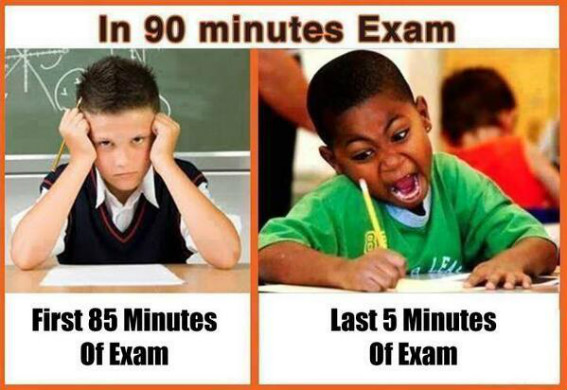 In 90 minutes Exam
First 85 Minutes
Of Exam
Last 5 Minutes
Of Exam